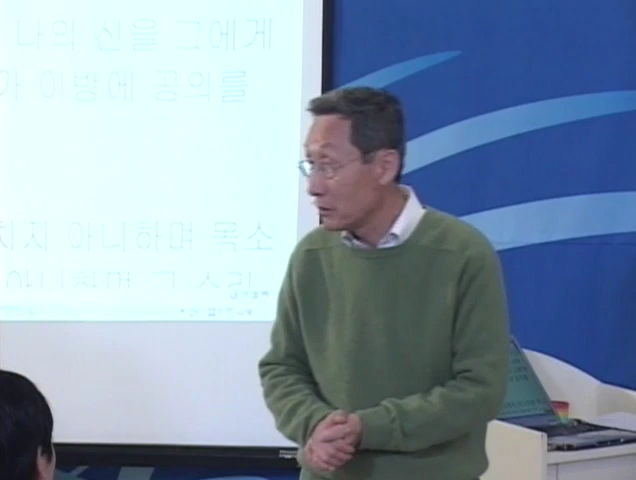 나의 신을 그에게
가 이방에 공의를
치지 아니하며 목소
아니하며 그 소리